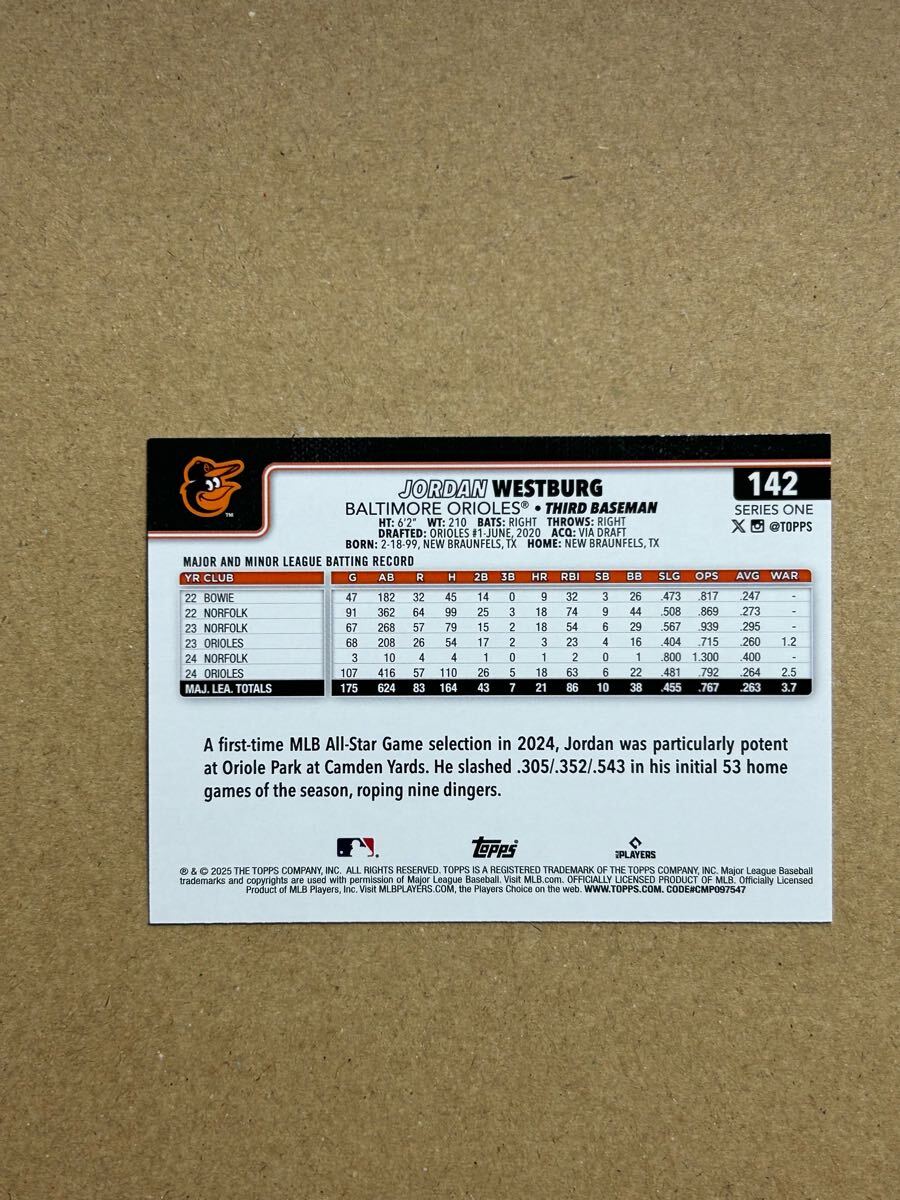 142
JORDAN WESTBURG
SERIES ONE
BALTIMORE ORIOLES® • THIRD BASEMAN
@TOPPS
HT: 6'2" WT: 210 BATS: RIGHT THROWS: RIGHT
DRAFTED: ORIOLES #1-JUNE, 2020 ACQ: VIA DRAFT
BORN: 2-18-99, NEW BRAUNFELS, TX HOME: NEW BRAUNFELS, TX
MAJOR AND MINOR LEAGUE BATTING RECORD
YR CLUB G AB R H 2B 3B HR RBI SB BB SLG OPS AVG WAR
22 BOWIE 47 182 32 45 14 0 9 32 3 26 .473 .817 .247 -
22 NORFOLK 91 362 64 99 25 3 18 74 9 44 .508 .869 .273 -
23 NORFOLK 67 268 57 79 15 2 18 54 6 29 .567 .939 .295 -
23 ORIOLES 68 208 26 54 17 2 3 23 4 16 .404 .715 .260 1.2
24 NORFOLK 3 10 4 4 1 0 1 2 0 1 .800 1.300 .400 -
24 ORIOLES 107 416 57 110 26 5 18 63 6 22 .481 .792 .264 2.5
MAJ. LEA. TOTALS 175 624 83 164 43 7 21 86 10 38 .455 .767 .263 3.7
A first-time MLB All-Star Game selection in 2024, Jordan was particularly potent
at Oriole Park at Camden Yards. He slashed .305/.352/.543 in his initial 53 home
games of the season, roping nine dingers.
Topps
MLB PLAYERS
® & © 2025 THE TOPPS COMPANY, INC. ALL RIGHTS RESERVED. TOPPS IS A REGISTERED TRADEMARK OF THE TOPPS COMPANY, INC. Major League Baseball
trademarks and copyrights are used with permission of Major League Baseball. Visit MLB.com. OFFICIALLY LICENSED PRODUCT OF MLB. Officially Licensed
Product of MLB Players, Inc. Visit MLBPLAYERS.COM, the Players Choice on the web. WWW.TOPPS.COM. CODE#CMP097547